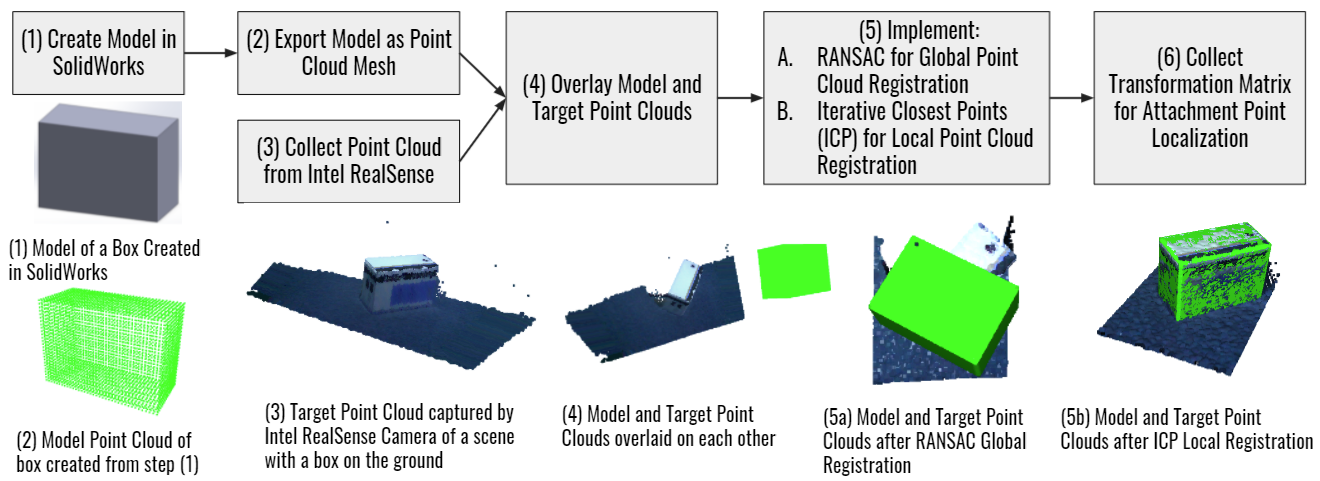 (1) Create Model in
SolidWorks
(2) Export Model as Point
Cloud Mesh
(3) Collect Point Cloud
from Intel RealSense
(4) Overlay Model and
Target Point Clouds
(5) Implement:
A. RANSAC for Global Point
Cloud Registration
B. Iterative Closest Points
(ICP) for Local Point Cloud
Registration
(6) Collect
Transformation Matrix
for Attachment Point
Localization
(1) Model of a Box Created
in SolidWorks
(2) Model Point Cloud of
box created from step (1)
(3) Target Point Cloud captured by
Intel RealSense Camera of a scene
with a box on the ground
(4) Model and Target Point
Clouds overlaid on each other
(5a) Model and Target Point
Clouds after RANSAC Global
Registration
(5b) Model and Target Point
Clouds after ICP Local Registration